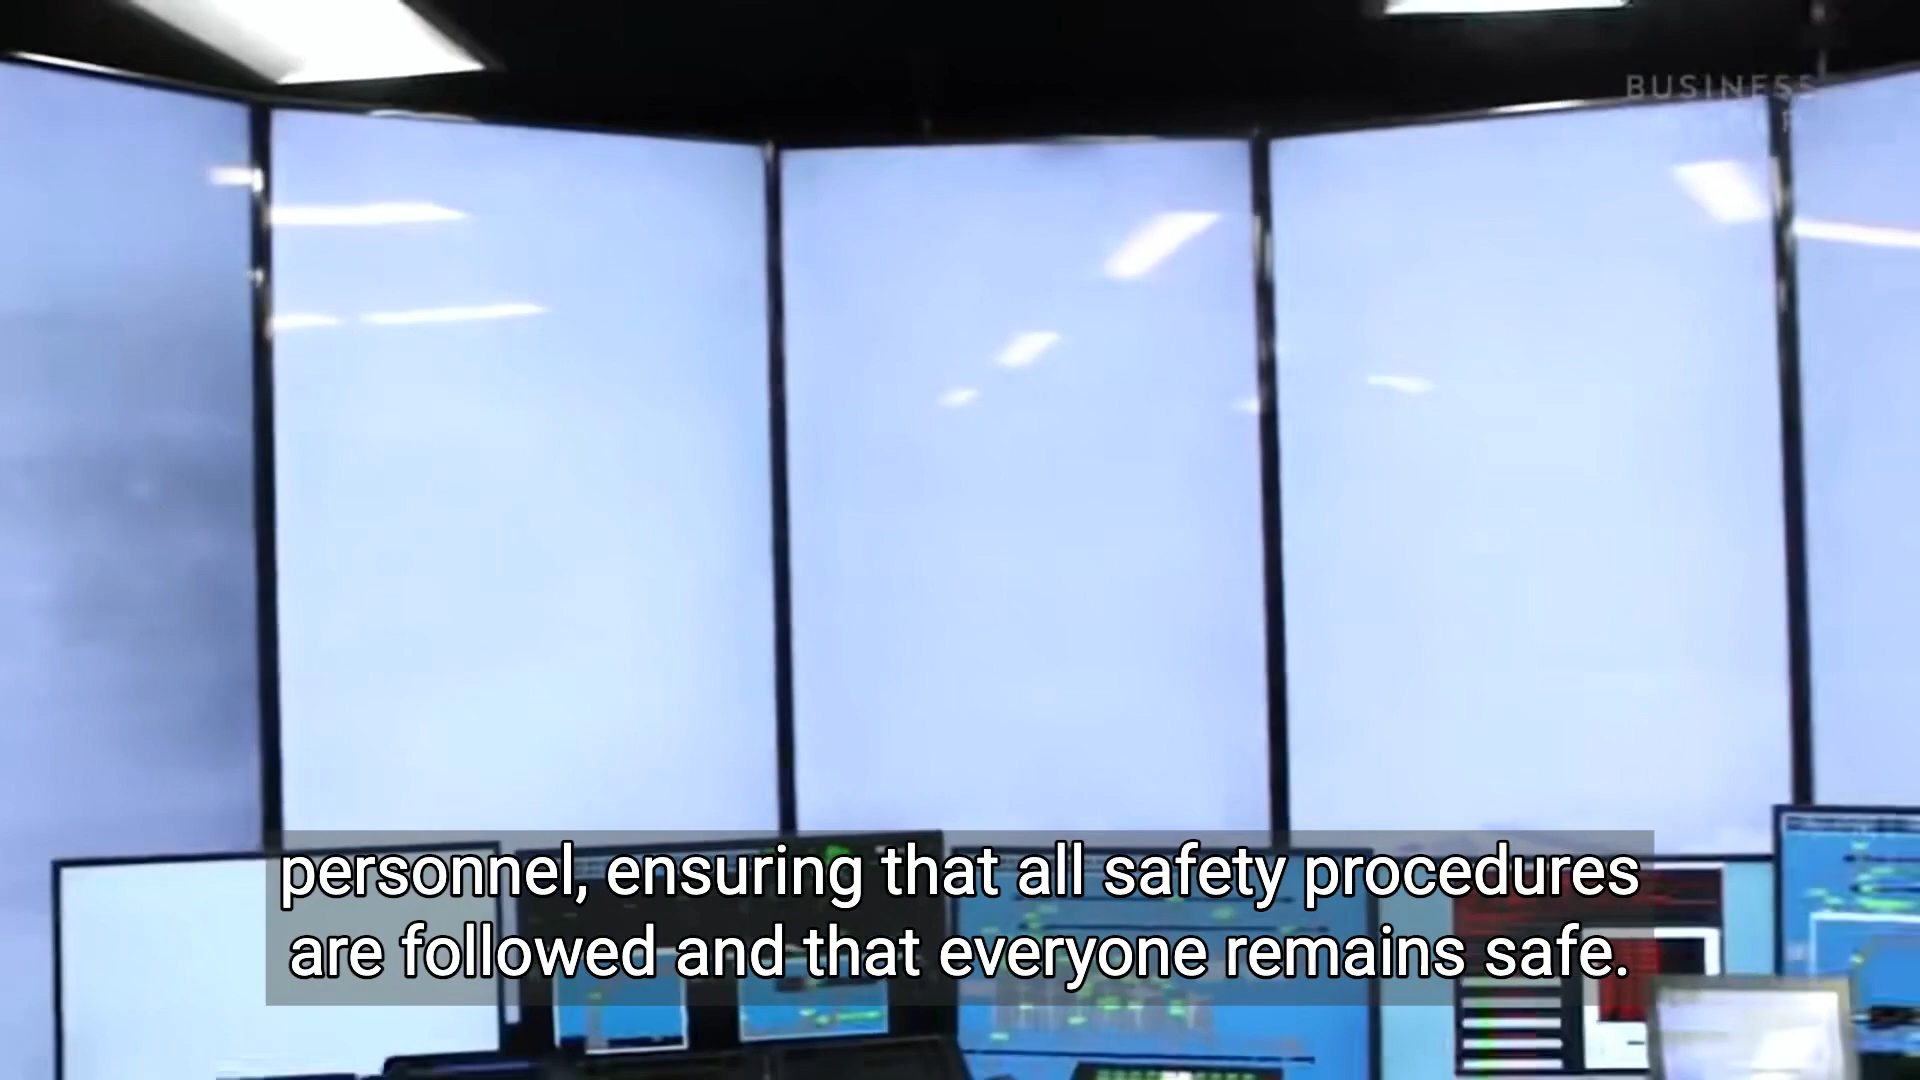 BUSINESS
personnel, ensuring that all safety procedures
are followed and that everyone remains safe.